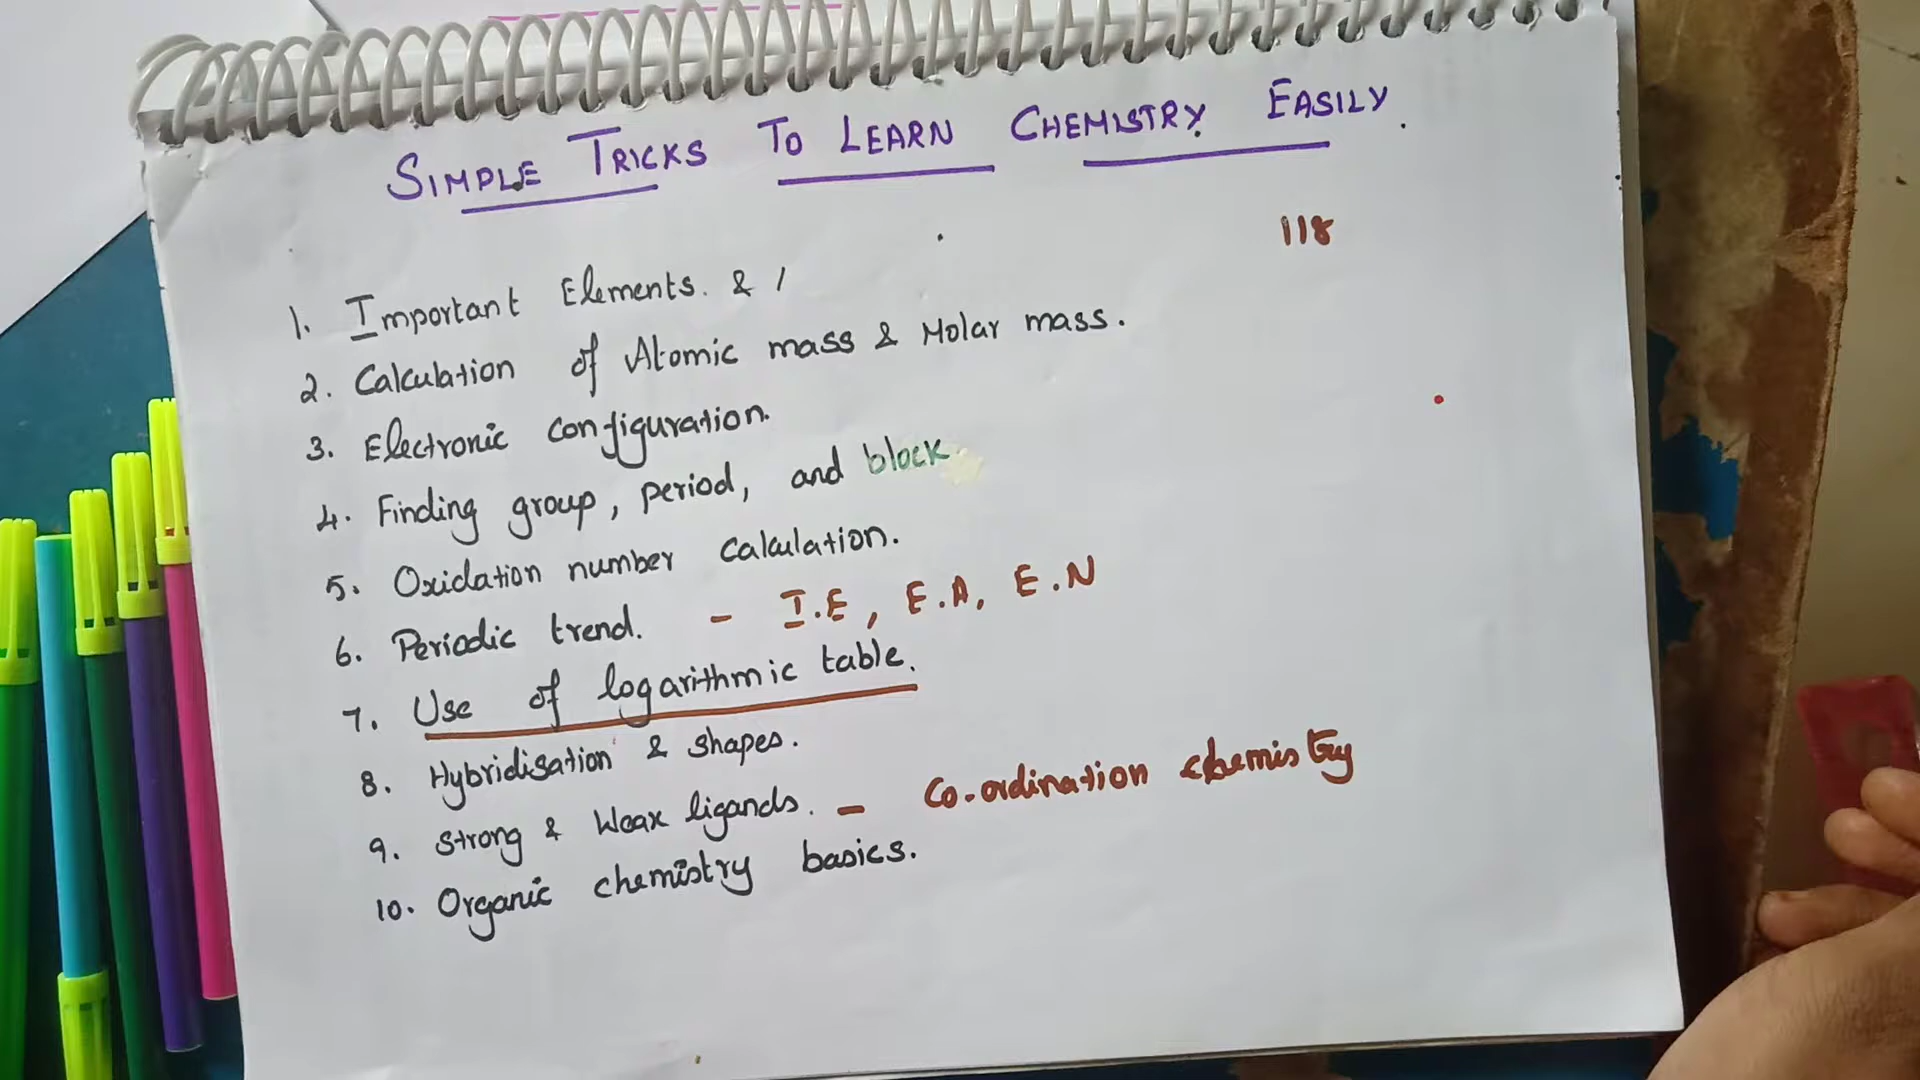 SIMPLE TRICKS TO LEARN CHEMISTRY EASILY.
118
1. Important Elements. & /
2. Calculation of Atomic mass & Molar mass.
3. Electronic configuration.
4. Finding group, period, and block.
5. Oxidation number calculation.
6. Periodic trend. - I.E, E.A, E.N
7. Use of logarithmic table.
8. Hybridisation & shapes.
9. Strong & Weak ligands. - Co-ordination chemistry
10. Organic chemistry basics.